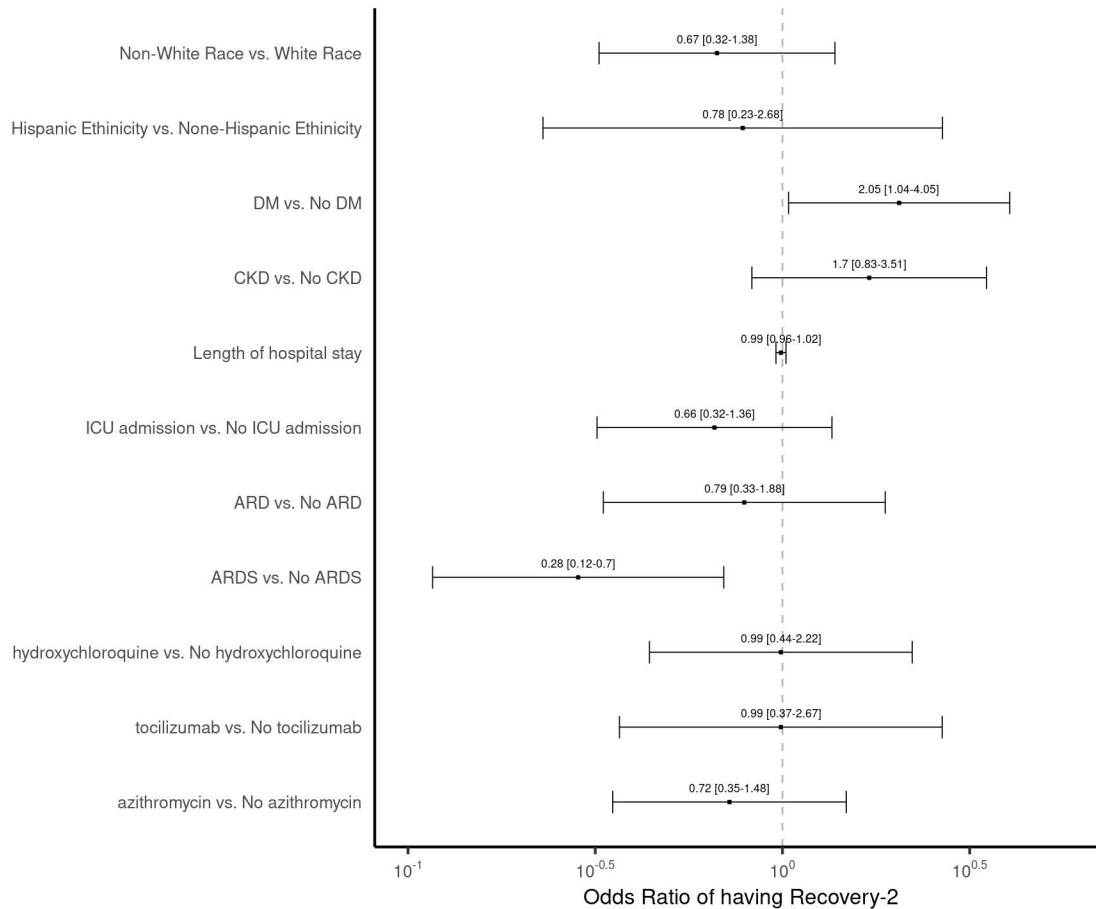 0.67 [0.32-1.38]
Non-White Race vs. White Race
0.78 [0.23-2.68]
Hispanic Ethinicity vs. None-Hispanic Ethinicity
2.05 [1.04-4.05]
DM vs. No DM
1.7 [0.83-3.51]
CKD vs. No CKD
0.99 [0.96-1.02]
Length of hospital stay
0.66 [0.32-1.36]
ICU admission vs. No ICU admission
0.79 [0.33-1.88]
ARD vs. No ARD
0.28 [0.12-0.7]
ARDS vs. No ARDS
0.99 [0.44-2.22]
hydroxychloroquine vs. No hydroxychloroquine
0.99 [0.37-2.67]
tocilizumab vs. No tocilizumab
0.72 [0.35-1.48]
azithromycin vs. No azithromycin
10^-1 10^-0.5 10^0 10^0.5
Odds Ratio of having Recovery-2